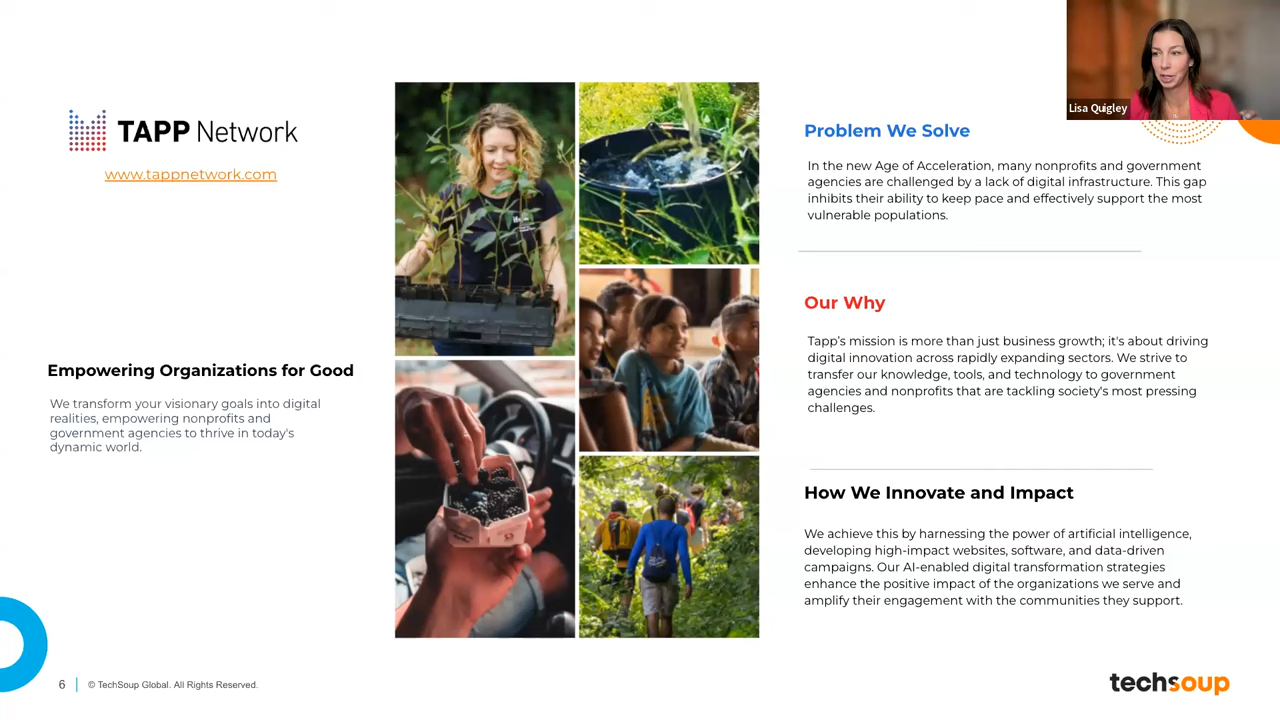 TAPP Network
www.tappnetwork.com
Empowering Organizations for Good
We transform your visionary goals into digital
realities, empowering nonprofits and
government agencies to thrive in today's
dynamic world.
Lisa Quigley
Problem We Solve
In the new Age of Acceleration, many nonprofits and government
agencies are challenged by a lack of digital infrastructure. This gap
inhibits their ability to keep pace and effectively support the most
vulnerable populations.
Our Why
Tapp's mission is more than just business growth; it's about driving
digital innovation across rapidly expanding sectors. We strive to
transfer our knowledge, tools, and technology to government
agencies and nonprofits that are tackling society's most pressing
challenges.
How We Innovate and Impact
We achieve this by harnessing the power of artificial intelligence,
developing high-impact websites, software, and data-driven
campaigns. Our AI-enabled digital transformation strategies
enhance the positive impact of the organizations we serve and
amplify their engagement with the communities they support.
6
© TechSoup Global. All Rights Reserved.
techsoup